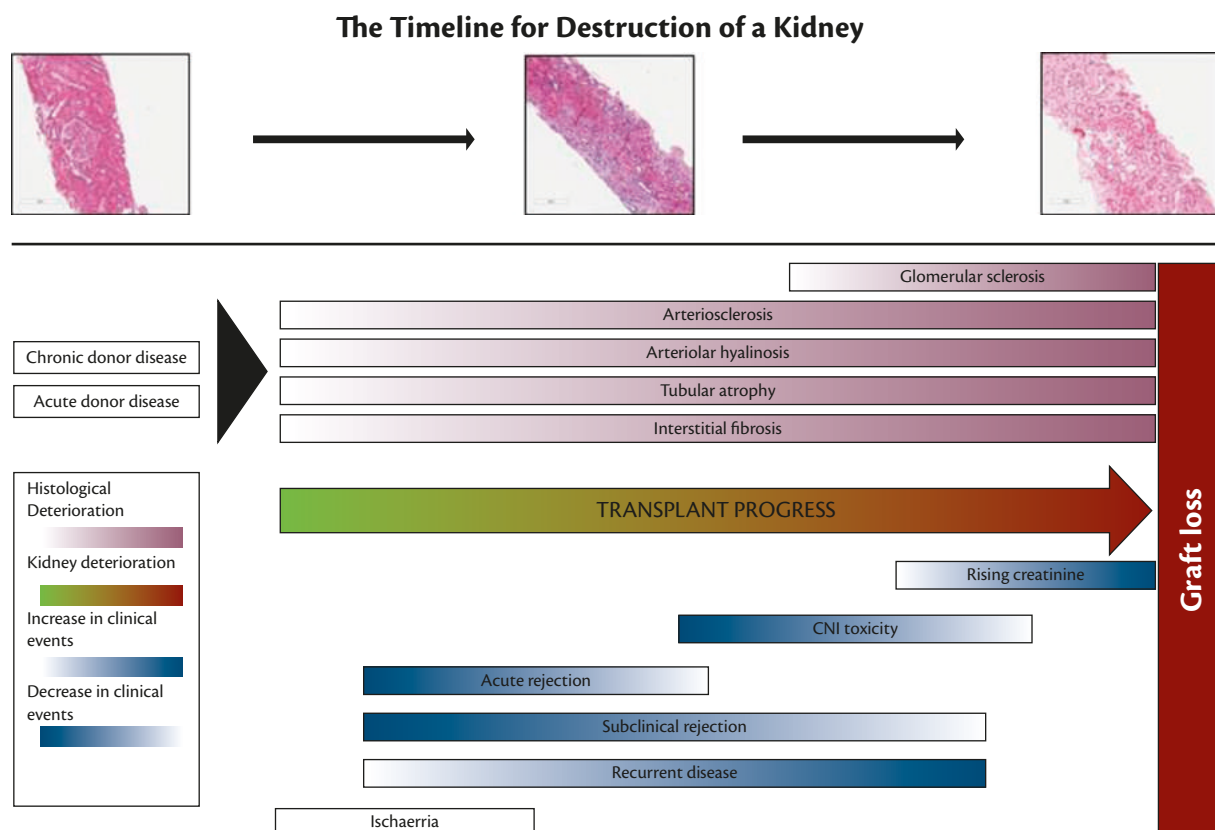 The Timeline for Destruction of a Kidney
Glomerular sclerosis
Arteriosclerosis
Arteriolar hyalinosis
Tubular atrophy
Interstitial fibrosis
Chronic donor disease
Acute donor disease
Histological
Deterioration
Kidney deterioration
Increase in clinical
events
Decrease in clinical
events
TRANSPLANT PROGRESS
Rising creatinine
CNI toxicity
Acute rejection
Subclinical rejection
Recurrent disease
Ischaerria
Graft loss